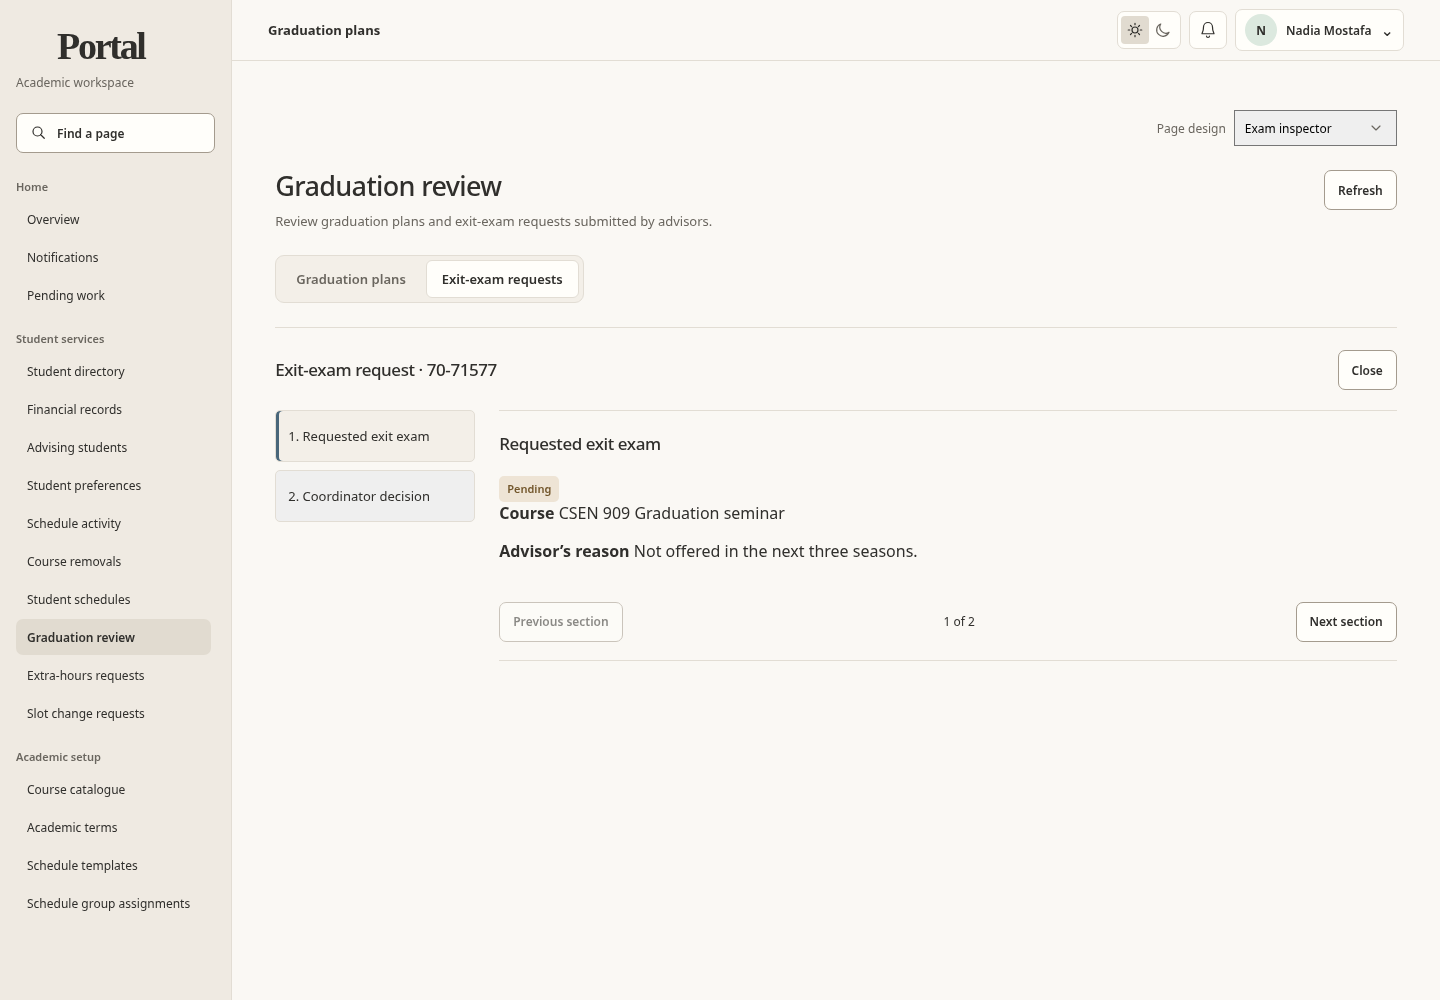 Portal
Academic workspace
Find a page
Home
Overview
Notifications
Pending work
Student services
Student directory
Financial records
Advising students
Student preferences
Schedule activity
Course removals
Student schedules
Graduation review
Extra-hours requests
Slot change requests
Academic setup
Course catalogue
Academic terms
Schedule templates
Schedule group assignments
Graduation plans
N Nadia Mostafa
Page design Exam inspector
Graduation review
Refresh
Review graduation plans and exit-exam requests submitted by advisors.
Graduation plans Exit-exam requests
Exit-exam request · 70-71577
Close
1. Requested exit exam
2. Coordinator decision
Requested exit exam
Pending
Course CSEN 909 Graduation seminar
Advisor’s reason Not offered in the next three seasons.
Previous section 1 of 2 Next section